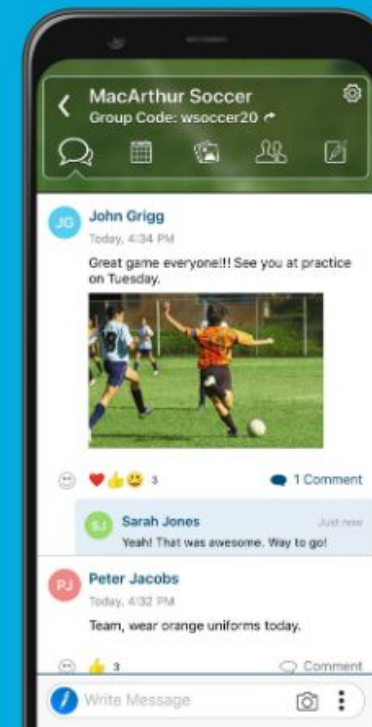 MacArthur Soccer
Group Code: wsoccer20
JG
John Grigg
Today, 4:34 PM
Great game everyone!!! See you at practice
on Tuesday.
8
3
1 Comment
SJ
Sarah Jones
Just now
Yeah! That was awesome. Way to go!
PJ
Peter Jacobs
Today, 4:32 PM
Team, wear orange uniforms today.
3
Comment
Write Message